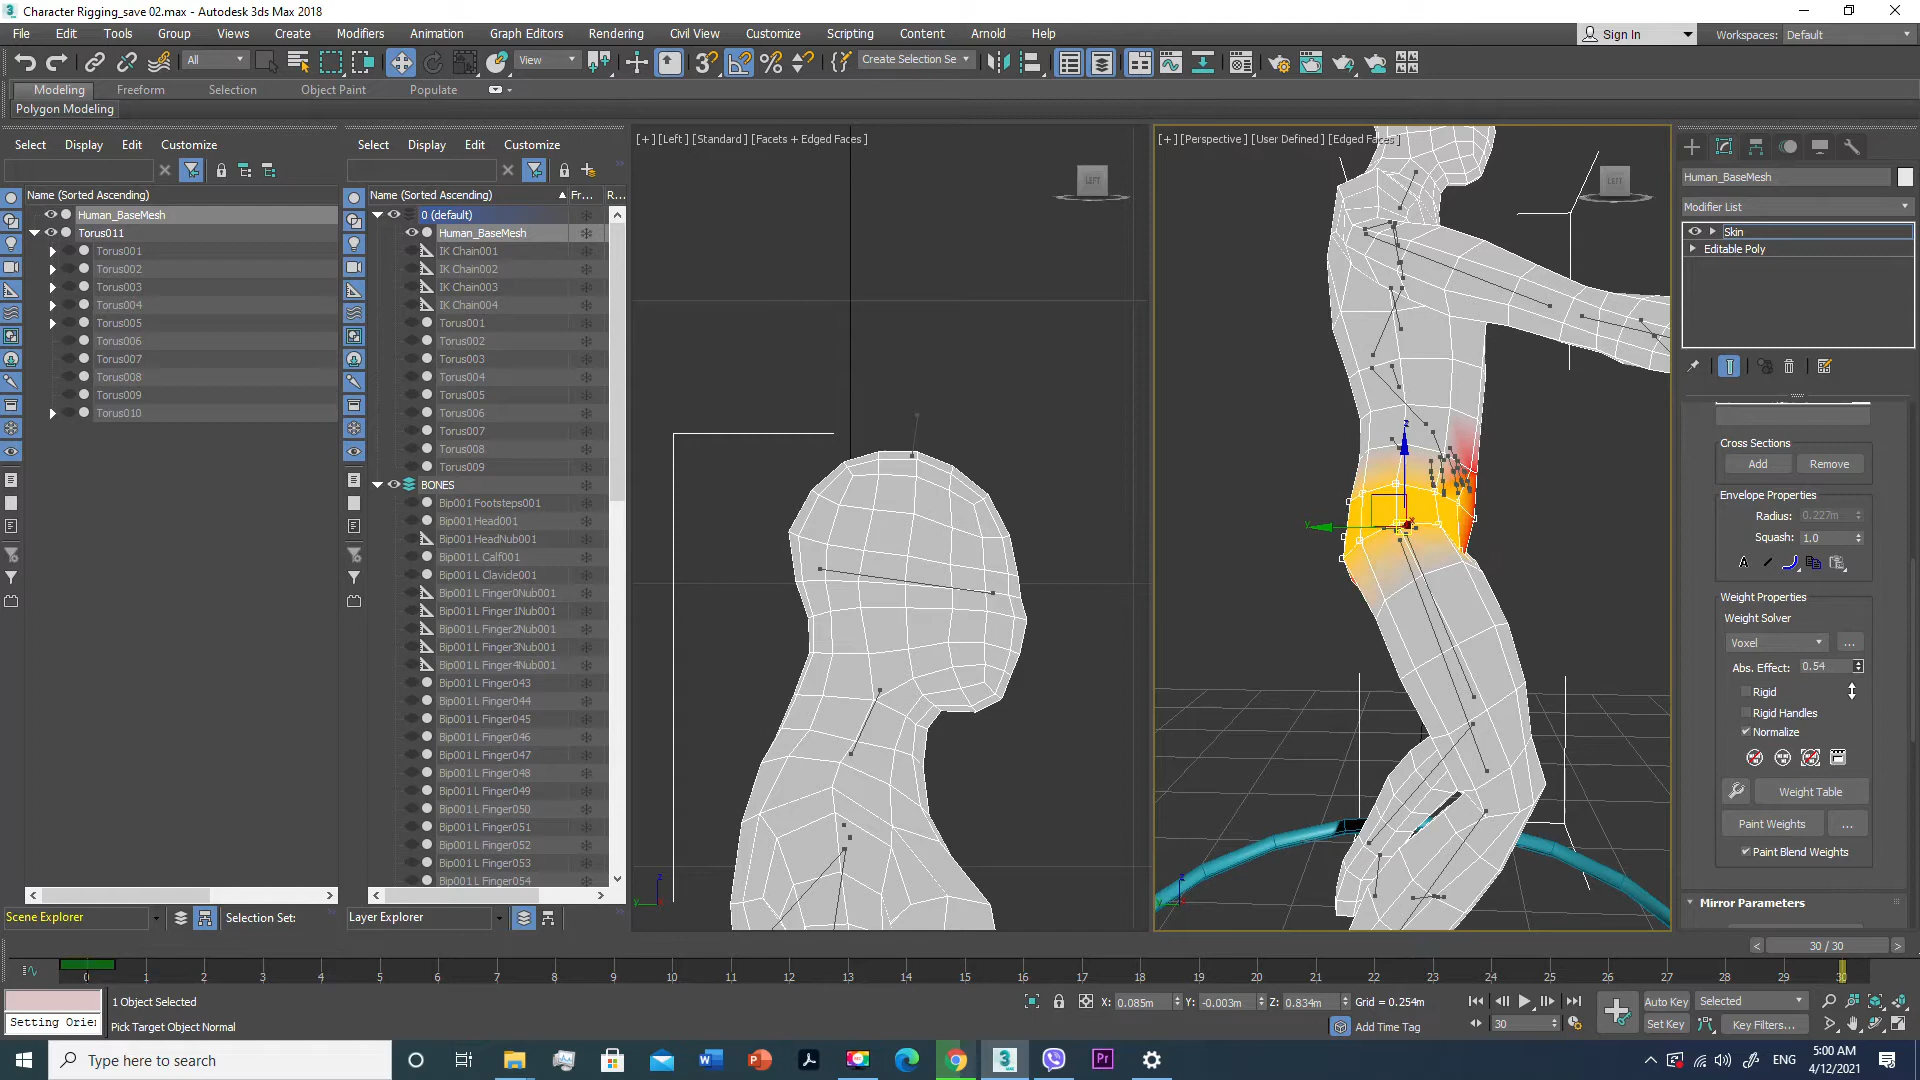 Character Rigging_save 02.max - Autodesk 3ds Max 2018
File Edit Tools Group Views Create Modifiers Animation Graph Editors Rendering Civil View Customize Scripting Content Arnold Help
Sign In
Workspaces: Default
All
View
Create Selection Se
Modeling Freeform Selection Object Paint Populate
Polygon Modeling
Select Display Edit Customize
Name (Sorted Ascending)
Human_BaseMesh
Torus011
Torus001
Torus002
Torus003
Torus004
Torus005
Torus006
Torus007
Torus008
Torus009
Torus010
Scene Explorer
Selection Set:
Select Display Edit Customize
Name (Sorted Ascending) Fr... R...
0 (default)
Human_BaseMesh
IK Chain001
IK Chain002
IK Chain003
IK Chain004
Torus001
Torus002
Torus003
Torus004
Torus005
Torus006
Torus007
Torus008
Torus009
BONES
Bip001 Footsteps001
Bip001 Head001
Bip001 HeadNub001
Bip001 L Calf001
Bip001 L Clavicle001
Bip001 L Finger0Nub001
Bip001 L Finger1Nub001
Bip001 L Finger2Nub001
Bip001 L Finger3Nub001
Bip001 L Finger4Nub001
Bip001 L Finger043
Bip001 L Finger044
Bip001 L Finger045
Bip001 L Finger046
Bip001 L Finger047
Bip001 L Finger048
Bip001 L Finger049
Bip001 L Finger050
Bip001 L Finger051
Bip001 L Finger052
Bip001 L Finger053
Bip001 L Finger054
Layer Explorer
[+] [Left] [Standard] [Facets + Edged Faces]
LEFT
z
y
[+] [Perspective] [User Defined] [Edged Faces]
LEFT
z
y
z
y
Human_BaseMesh
Modifier List
Skin
Editable Poly
Cross Sections
Add Remove
Envelope Properties
Radius: 0.227m
Squash: 1.0
A
Weight Properties
Weight Solver
Voxel ...
Abs. Effect: 0.54
Rigid
Rigid Handles
Normalize
Weight Table
Paint Weights ...
Paint Blend Weights
Mirror Parameters
< 30 / 30 >
0 1 2 3 4 5 6 7 8 9 10 11 12 13 14 15 16 17 18 19 20 21 22 23 24 25 26 27 28 29 30
1 Object Selected
Setting Orie
Pick Target Object Normal
X: 0.085m Y: -0.003m Z: 0.834m Grid = 0.254m
Add Time Tag
30
Auto Key Selected
Set Key Key Filters...
Type here to search
ENG
5:00 AM
4/12/2021